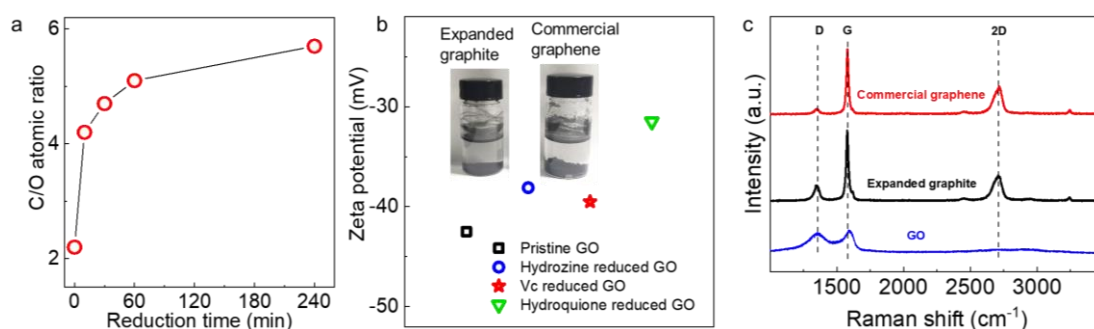 a
C/O atomic ratio
6
4
2
0
60
120
180
240
Reduction time (min)
b
Zeta potential (mV)
-30
-40
-50
Expanded
graphite
Commercial
graphene
Pristine GO
Hydrozine reduced GO
Vc reduced GO
Hydroquione reduced GO
c
Intensity (a.u.)
D
G
2D
Commercial graphene
Expanded graphite
GO
1500
2000
2500
3000
Raman shift (cm-1)